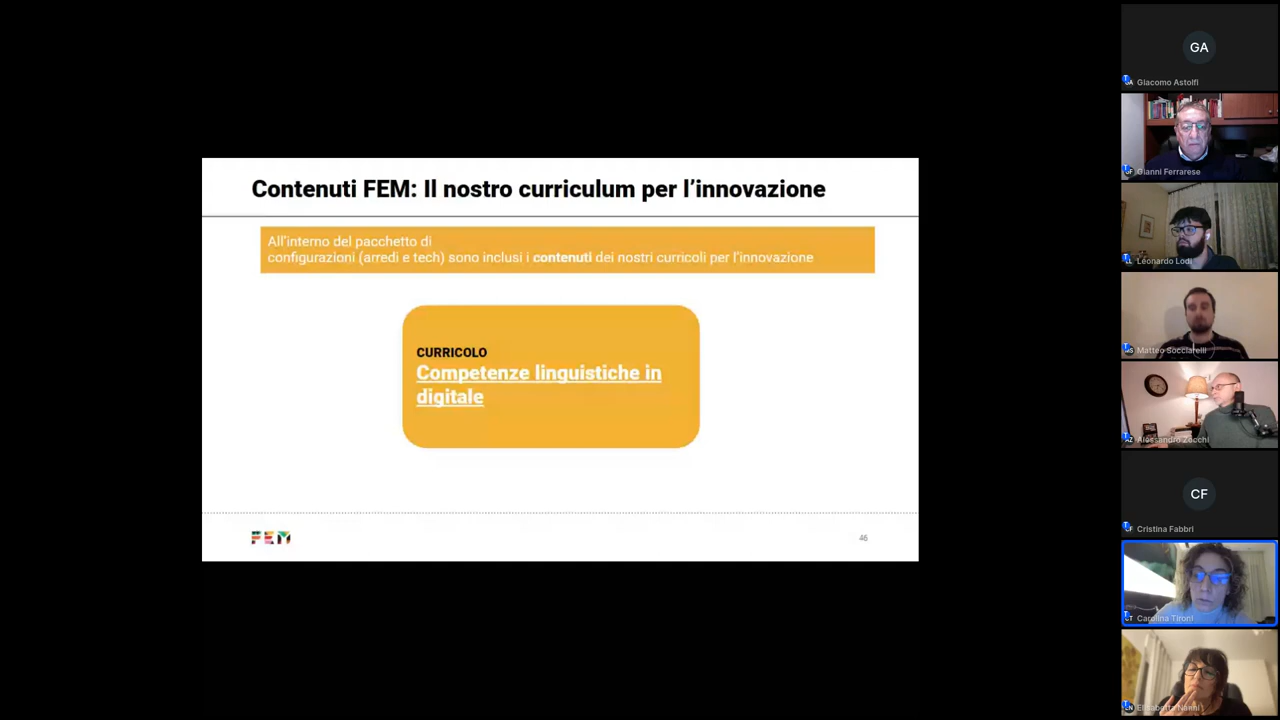 Contenuti FEM: Il nostro curriculum per l’innovazione
All’interno del pacchetto di
configurazioni (arredi e tech) sono inclusi i contenuti dei nostri curricoli per l’innovazione
CURRICOLO
Competenze linguistiche in
digitale
FEM
46
GA
Giacomo Astolfi
Gianni Ferrarese
Leonardo Lodi
Matteo Socciarelli
Alessandro Zocchi
CF
Cristina Fabbri
Carolina Tironi
Elisabetta Nanni